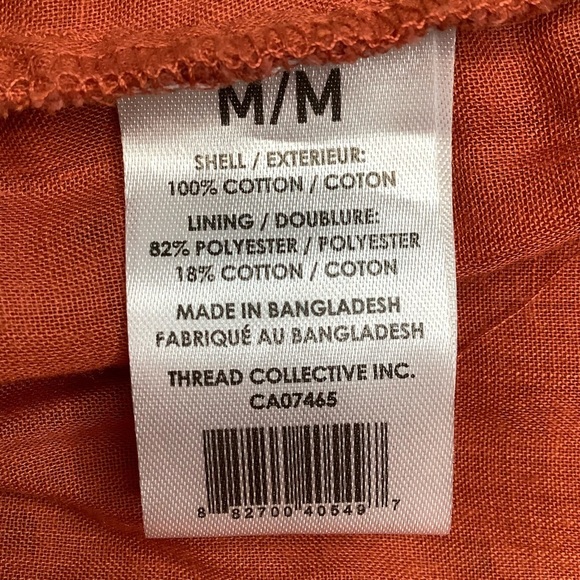 M/M
SHELL / EXTERIEUR:
100% COTTON / COTON
LINING / DOUBLURE:
82% POLYESTER / POLYESTER
18% COTTON / COTON
MADE IN BANGLADESH
FABRIQUÉ AU BANGLADESH
THREAD COLLECTIVE INC.
CA07465
8 82700 40549 7